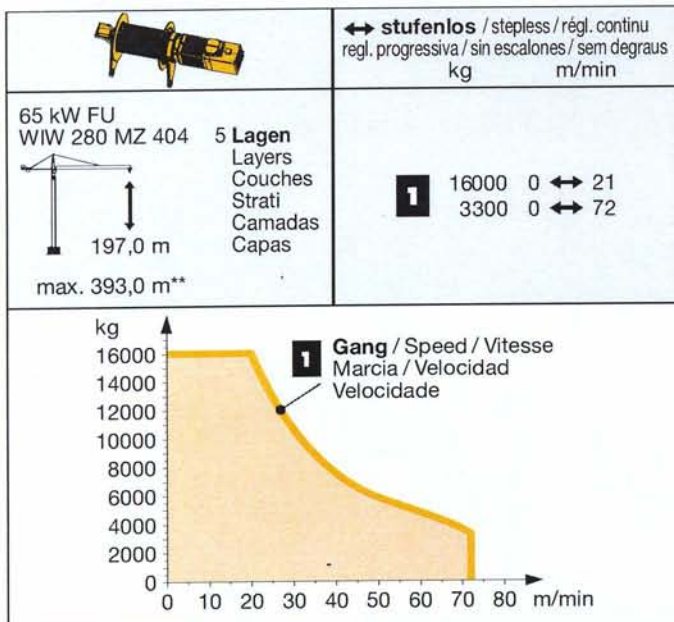 ↔ stufenlos / stepless / régl. continu
regl. progressiva / sin escalones / sem degraus
kg m/min
65 kW FU
WIW 280 MZ 404
5 Lagen
Layers
Couches
Strati
Camadas
Capas
197,0 m
max. 393,0 m**
1
16000 0 ↔ 21
3300 0 ↔ 72
kg
16000
14000
12000
10000
8000
6000
4000
2000
0
1 Gang / Speed / Vitesse
Marcia / Velocidad
Velocidade
0 10 20 30 40 50 60 70 80 m/min